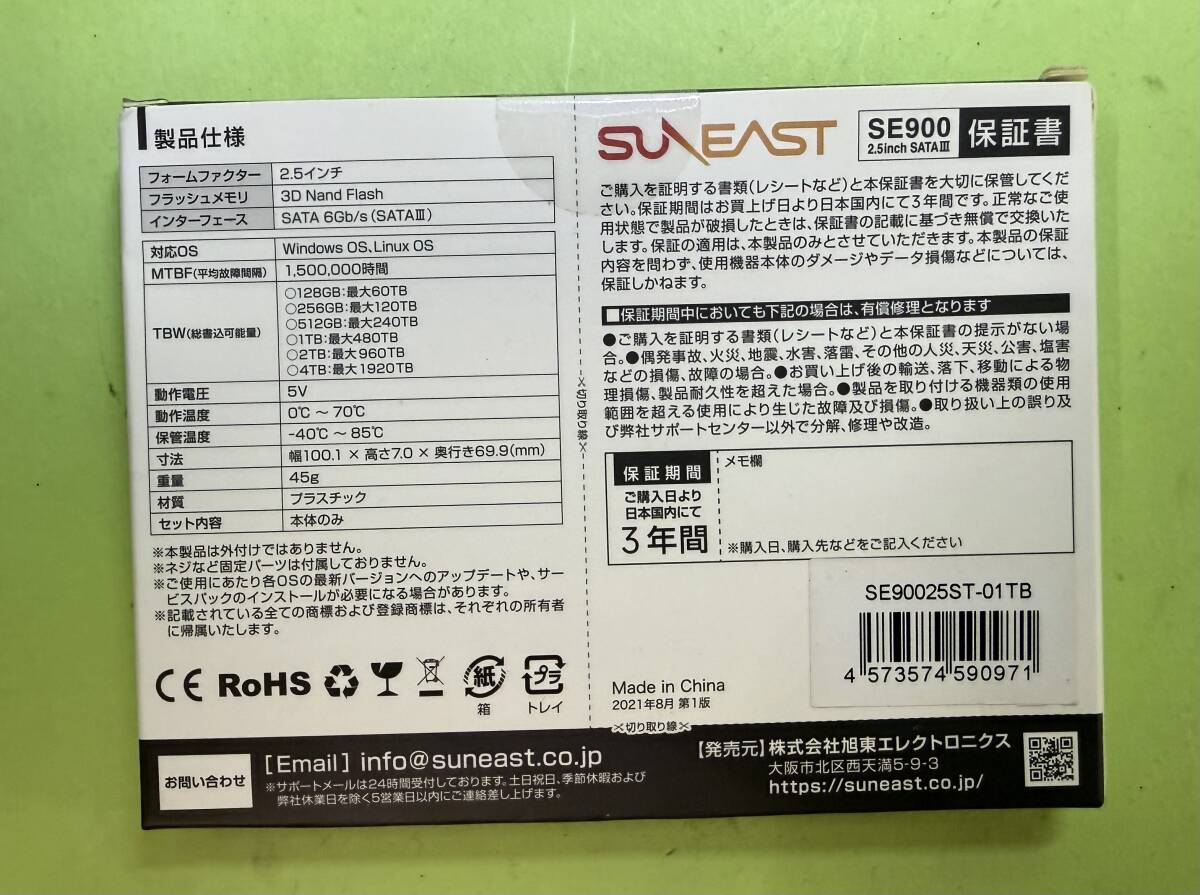 製品仕様
フォームファクター 2.5インチ
フラッシュメモリ 3D Nand Flash
インターフェース SATA 6Gb/s（SATAⅢ）
対応OS Windows OS、Linux OS
MTBF（平均故障間隔） 1,500,000時間
TBW（総書込可能量）
○128GB：最大60TB
○256GB：最大120TB
○512GB：最大240TB
○1TB：最大480TB
○2TB：最大960TB
○4TB：最大1920TB
動作電圧 5V
動作温度 0℃ ～ 70℃
保管温度 -40℃ ～ 85℃
寸法 幅100.1 × 高さ7.0 × 奥行き69.9（mm）
重量 45g
材質 プラスチック
セット内容 本体のみ
※本製品は外付けではありません。
※ネジなど固定パーツは付属しておりません。
※ご使用にあたり各OSの最新バージョンへのアップデートや、サー
ビスパックのインストールが必要になる場合があります。
※記載されている全ての商標および登録商標は、それぞれの所有者
に帰属いたします。
CE RoHS 紙 プラ
箱 トレイ
切り取り線
SUNEAST
SE900
2.5inch SATAⅢ
保証書
ご購入を証明する書類（レシートなど）と本保証書を大切に保管してくだ
さい。保証期間はお買上げ日より日本国内にて3年間です。正常なご使
用状態で製品が破損したときは、保証書の記載に基づき無償で交換いた
します。保証の適用は、本製品のみとさせていただきます。本製品の保証
内容を問わず、使用機器本体のダメージやデータ損傷などについては、
保証しかねます。
■保証期間中においても下記の場合は、有償修理となります
●ご購入を証明する書類（レシートなど）と本保証書の提示がない場
合。●偶発事故、火災、地震、水害、落雷、その他の人災、天災、公害、塩害
などの損傷、故障の場合。●お買い上げ後の輸送、落下、移動による物
理損傷、製品耐久性を超えた場合。●製品を取り付ける機器類の使用
範囲を超える使用により生じた故障及び損傷。●取り扱い上の誤り及
び弊社サポートセンター以外で分解、修理や改造。
保証期間
ご購入日より
日本国内にて
3年間
メモ欄
※購入日、購入先などをご記入ください
SE90025ST-01TB
4 573574 590971
Made in China
2021年8月 第1版
切り取り線
お問い合わせ
[Email] info@suneast.co.jp
※サポートメールは24時間受付しております。土日祝日、季節休暇および
弊社休業日を除く5営業日以内にご連絡差し上げます。
【発売元】株式会社旭東エレクトロニクス
大阪市北区西天満5-9-3
https://suneast.co.jp/